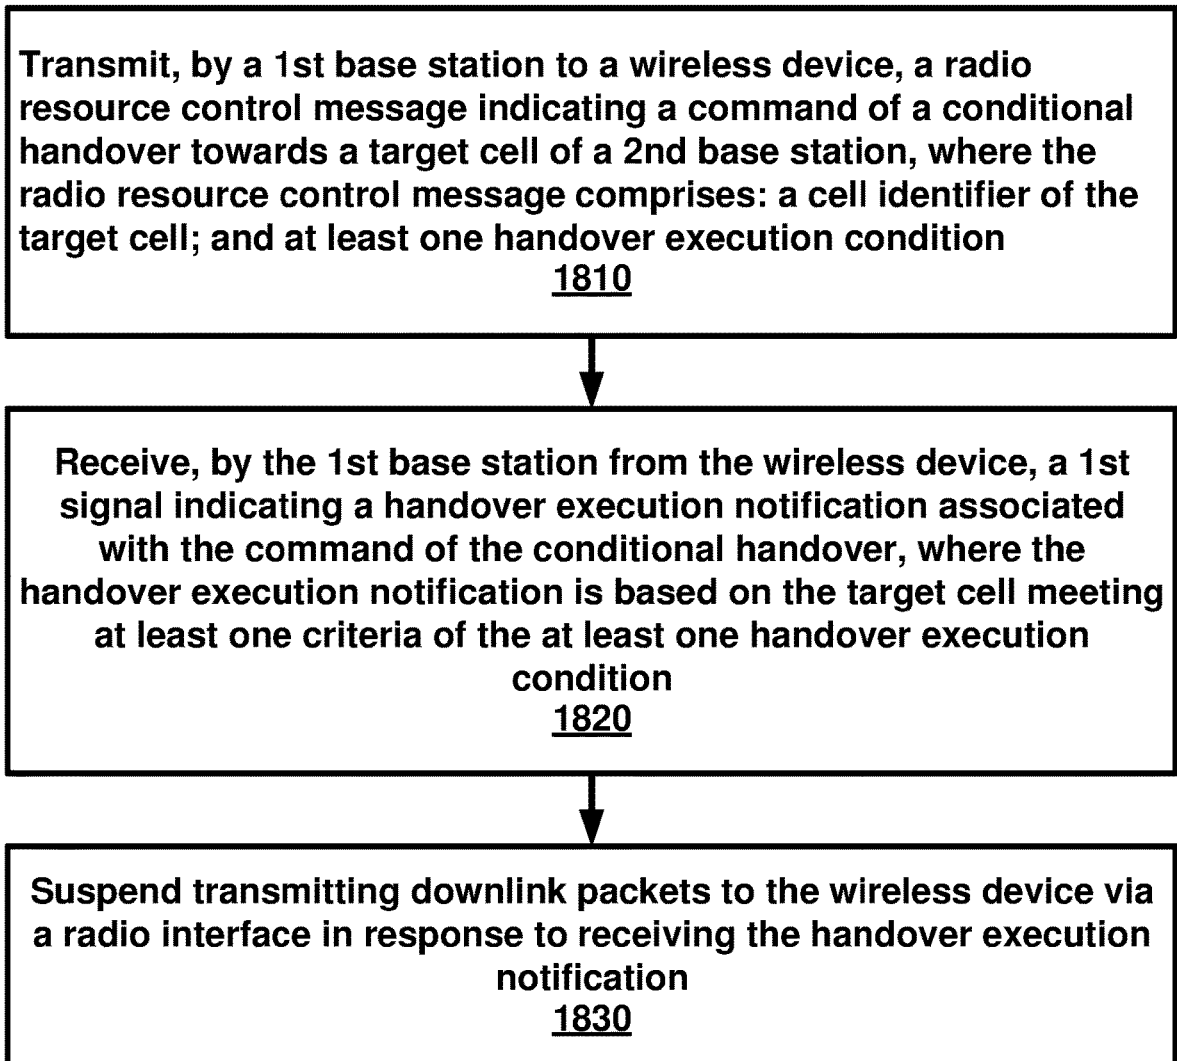 Transmit, by a 1st base station to a wireless device, a radio
resource control message indicating a command of a conditional
handover towards a target cell of a 2nd base station, where the
radio resource control message comprises: a cell identifier of the
target cell; and at least one handover execution condition
1810
Receive, by the 1st base station from the wireless device, a 1st
signal indicating a handover execution notification associated
with the command of the conditional handover, where the
handover execution notification is based on the target cell meeting
at least one criteria of the at least one handover execution
condition
1820
Suspend transmitting downlink packets to the wireless device via
a radio interface in response to receiving the handover execution
notification
1830